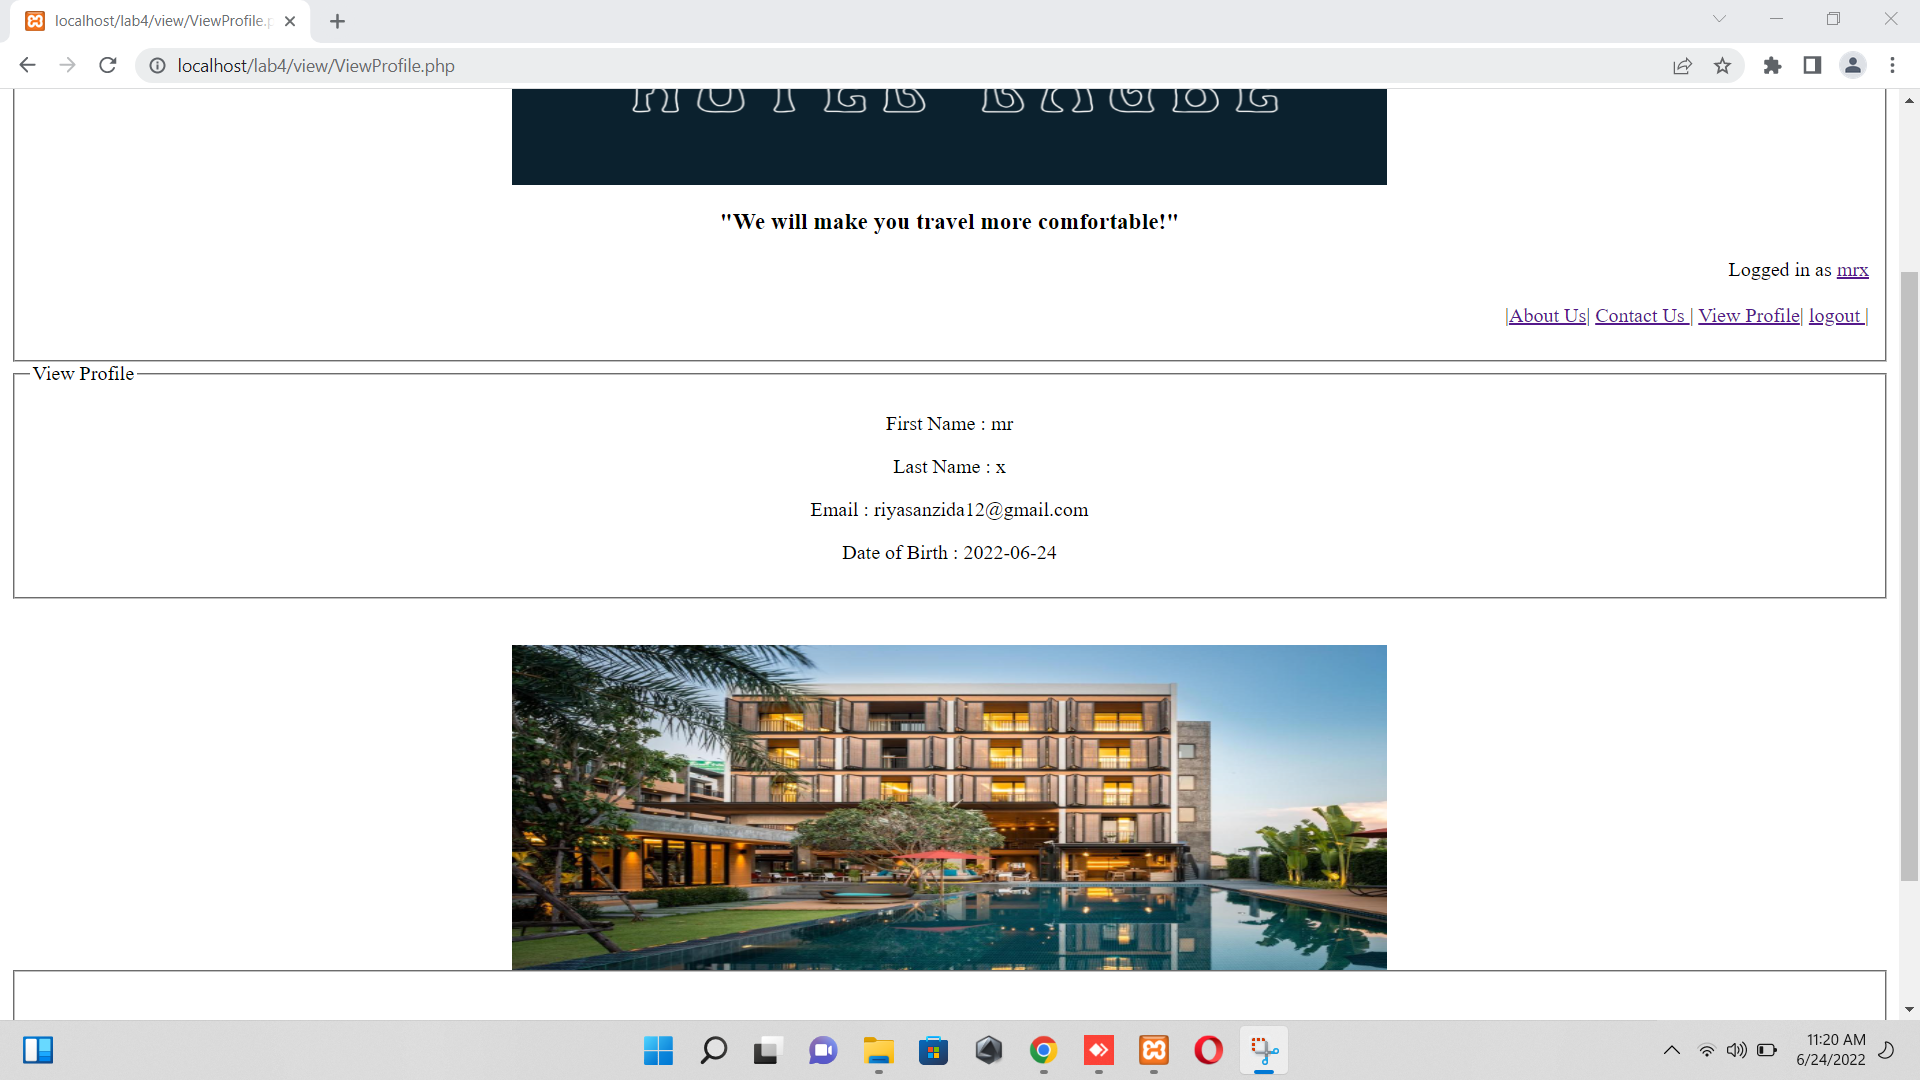 localhost/lab4/view/ViewProfile.p
localhost/lab4/view/ViewProfile.php
"We will make you travel more comfortable!"
Logged in as mrx
|About Us| Contact Us | View Profile| logout |
View Profile
First Name : mr
Last Name : x
Email : riyasanzida12@gmail.com
Date of Birth : 2022-06-24
11:20 AM
6/24/2022